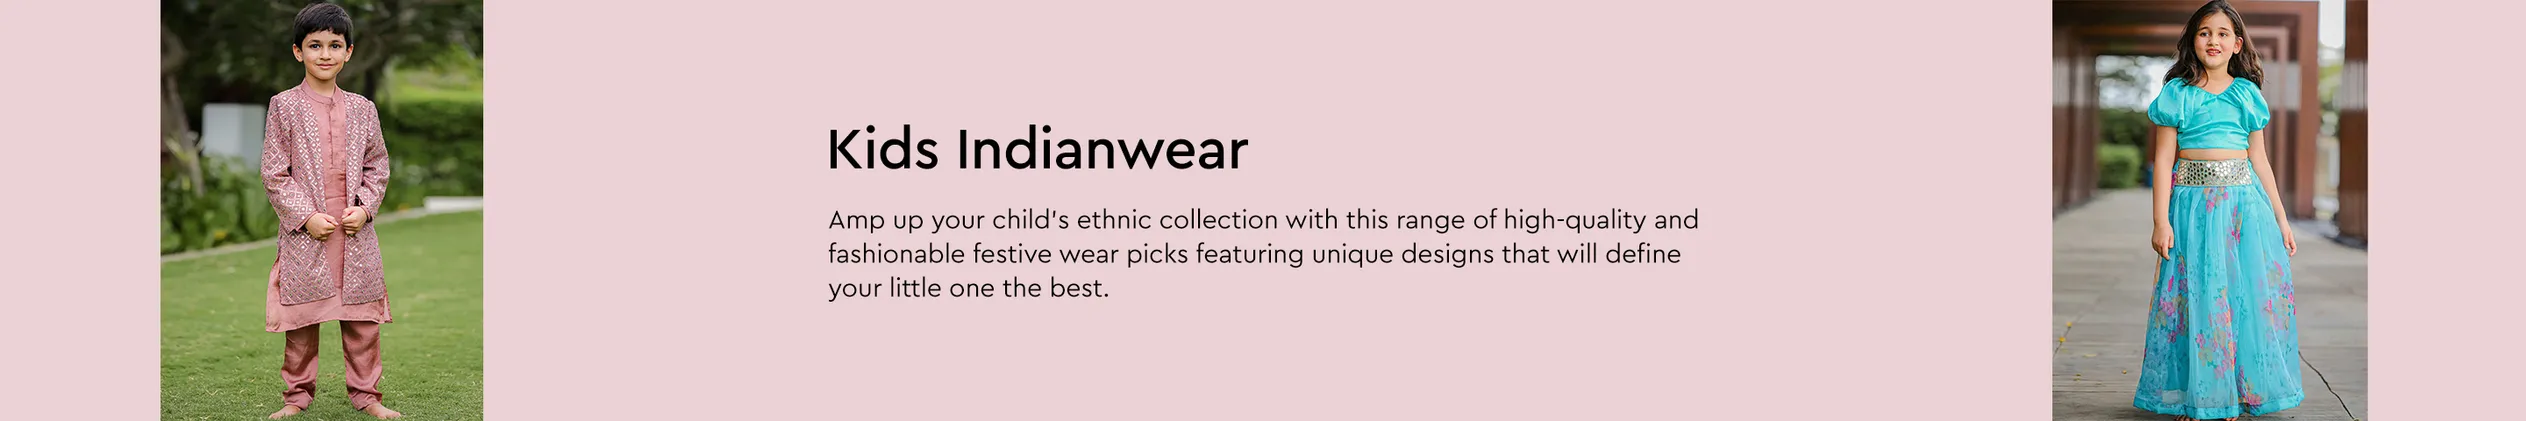 Kids Indianwear
Amp up your child's ethnic collection with this range of high-quality and
fashionable festive wear picks featuring unique designs that will define
your little one the best.